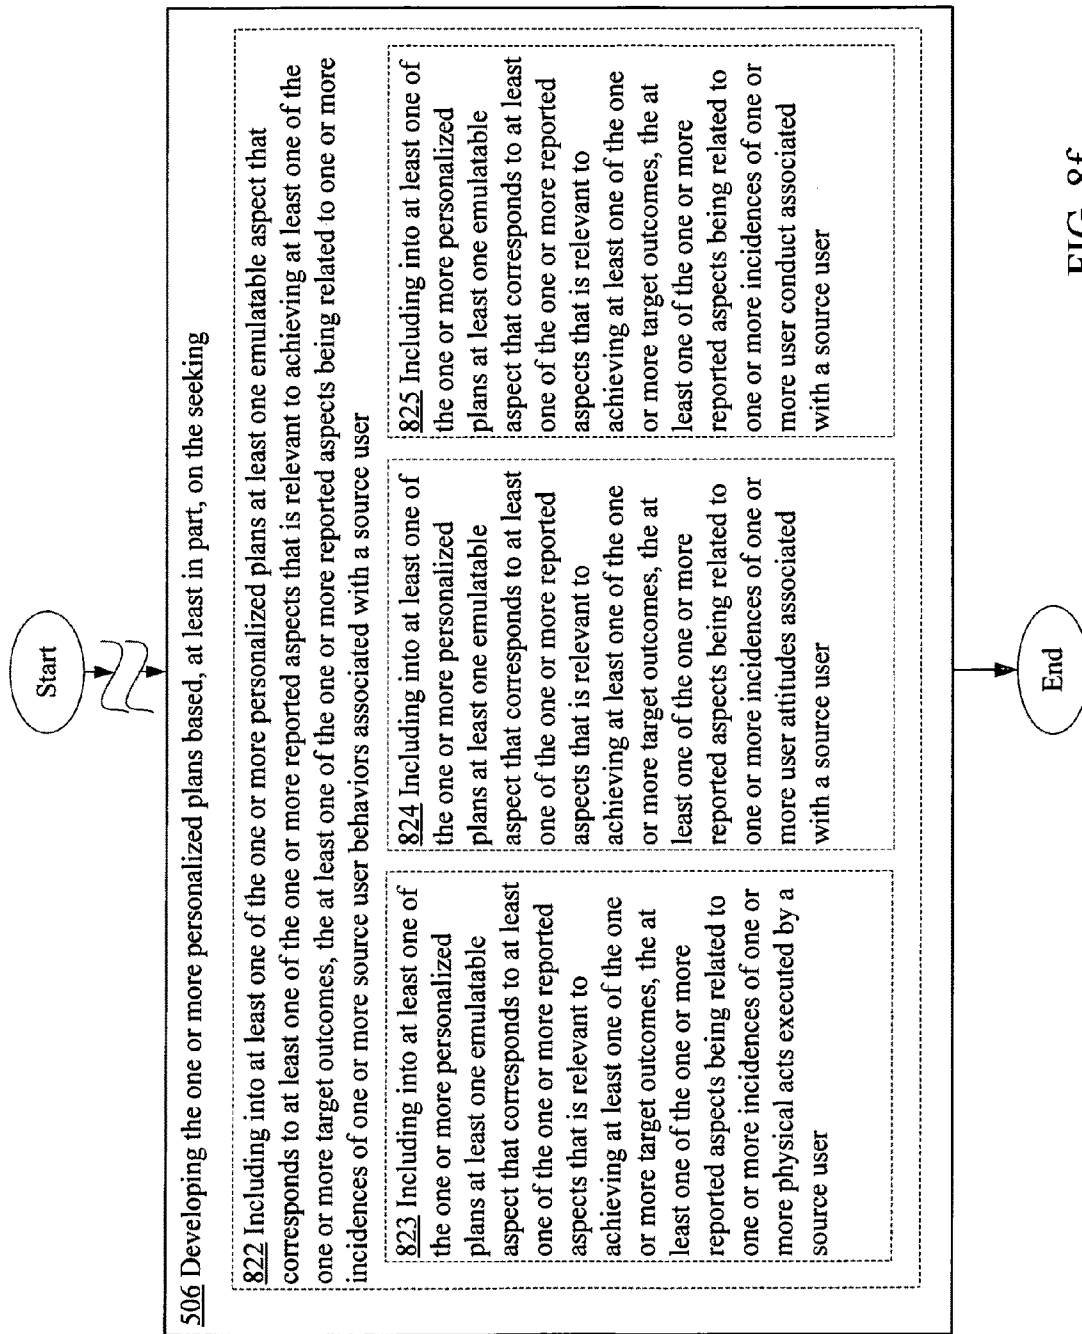 Start
506 Developing the one or more personalized plans based, at least in part, on the seeking
822 Including into at least one of the one or more personalized plans at least one emulatable aspect that
corresponds to at least one of the one or more reported aspects that is relevant to achieving at least one of the
one or more target outcomes, the at least one of the one or more reported aspects being related to one or more
incidences of one or more source user behaviors associated with a source user
823 Including into at least one of
the one or more personalized
plans at least one emulatable
aspect that corresponds to at least
one of the one or more reported
aspects that is relevant to
achieving at least one of the one
or more target outcomes, the at
least one of the one or more
reported aspects being related to
one or more incidences of one or
more physical acts executed by a
source user
824 Including into at least one of
the one or more personalized
plans at least one emulatable
aspect that corresponds to at least
one of the one or more reported
aspects that is relevant to
achieving at least one of the one
or more target outcomes, the at
least one of the one or more
reported aspects being related to
one or more incidences of one or
more user attitudes associated
with a source user
825 Including into at least one of
the one or more personalized
plans at least one emulatable
aspect that corresponds to at least
one of the one or more reported
aspects that is relevant to
achieving at least one of the one
or more target outcomes, the at
least one of the one or more
reported aspects being related to
one or more incidences of one or
more user conduct associated
with a source user
End
FIG. 8f